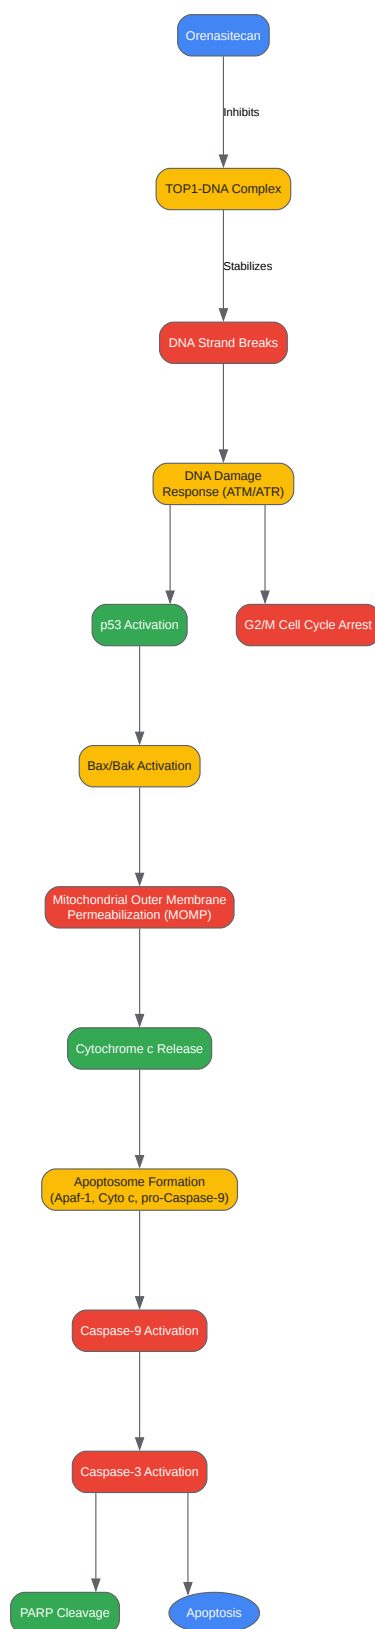 Orenasitecan
Inhibits
TOP1-DNA Complex
Stabilizes
DNA Strand Breaks
DNA Damage
Response (ATM/ATR)
p53 Activation
G2/M Cell Cycle Arrest
Bax/Bak Activation
Mitochondrial Outer Membrane
Permeabilization (MOMP)
Cytochrome c Release
Apoptosome Formation
(Apaf-1, Cyto c, pro-Caspase-9)
Caspase-9 Activation
Caspase-3 Activation
PARP Cleavage
Apoptosis